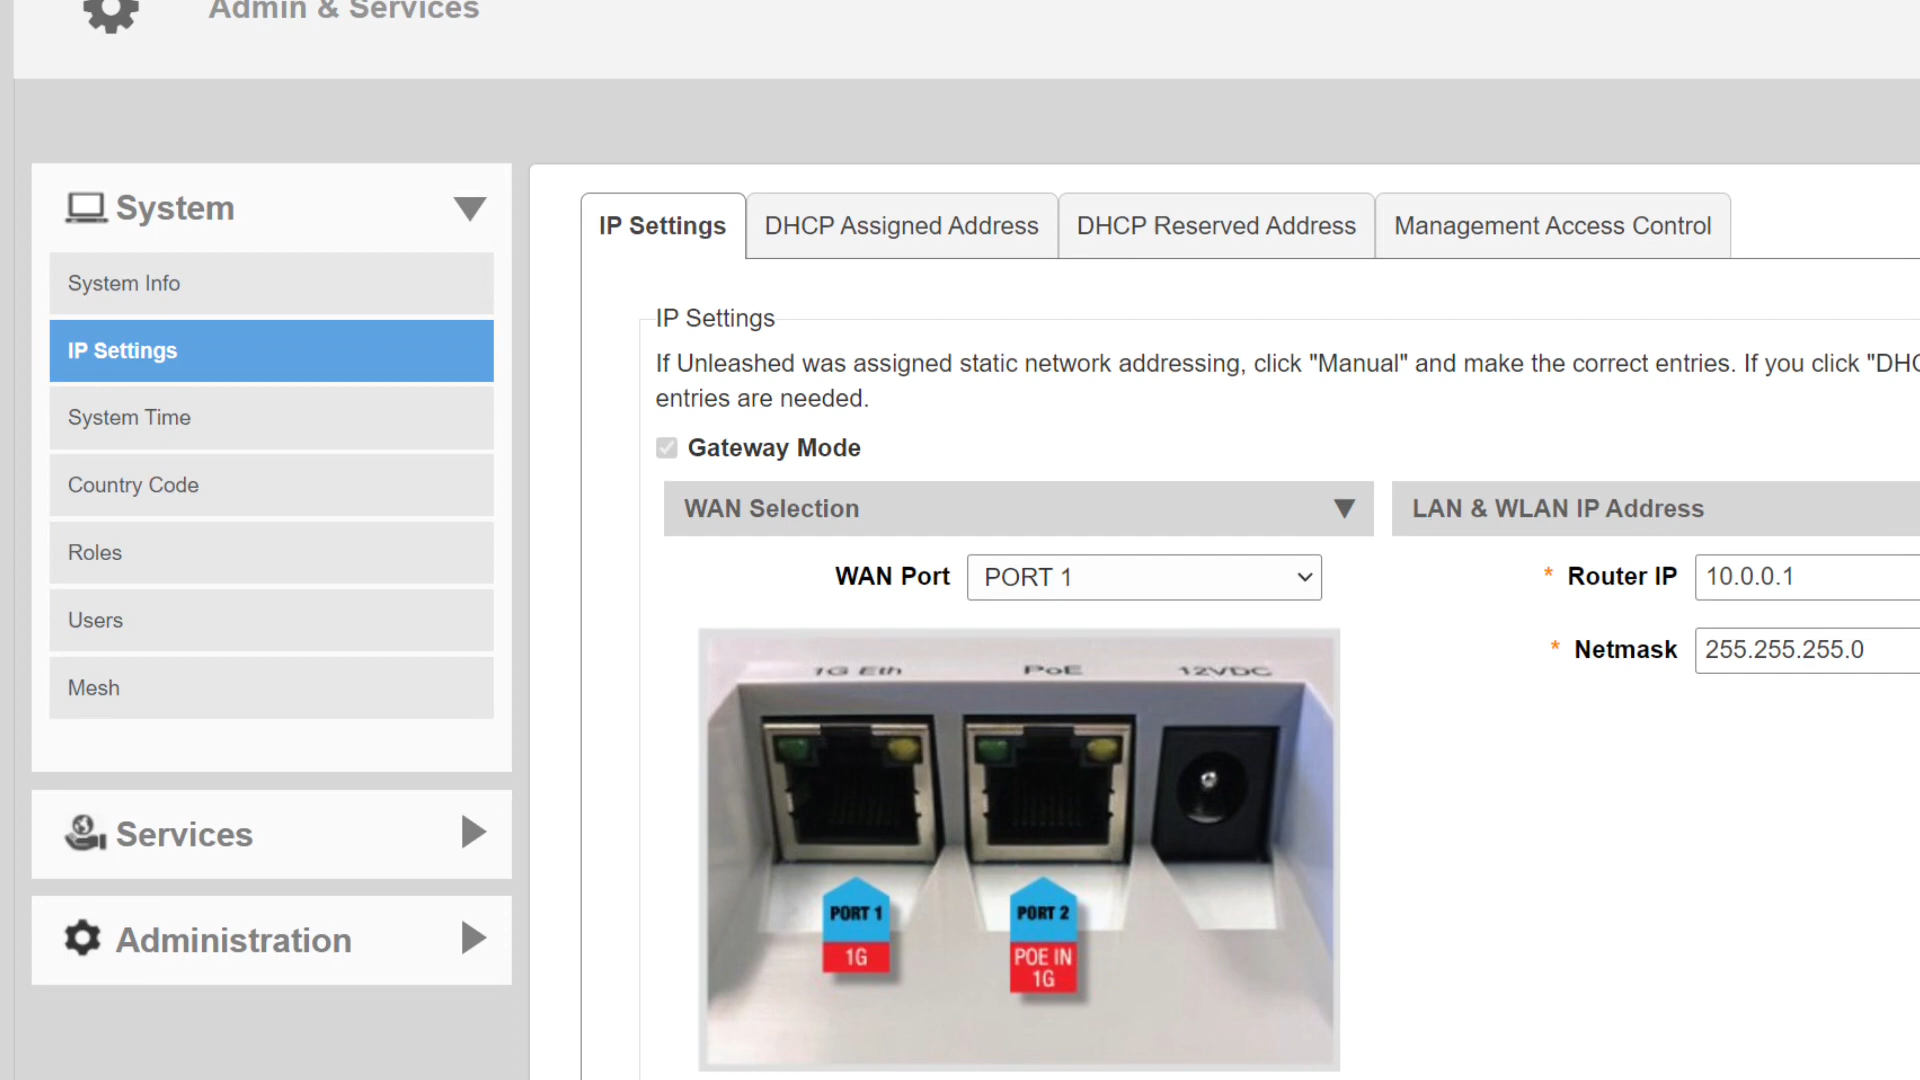 Admin & Services
System
System Info
IP Settings
System Time
Country Code
Roles
Users
Mesh
Services
Administration
IP Settings
DHCP Assigned Address
DHCP Reserved Address
Management Access Control
IP Settings
If Unleashed was assigned static network addressing, click "Manual" and make the correct entries. If you click "DHC
entries are needed.
Gateway Mode
WAN Selection
WAN Port PORT 1
1G Eth PoE 12VDC
PORT 1
1G
PORT 2
POE IN
1G
LAN & WLAN IP Address
* Router IP 10.0.0.1
* Netmask 255.255.255.0